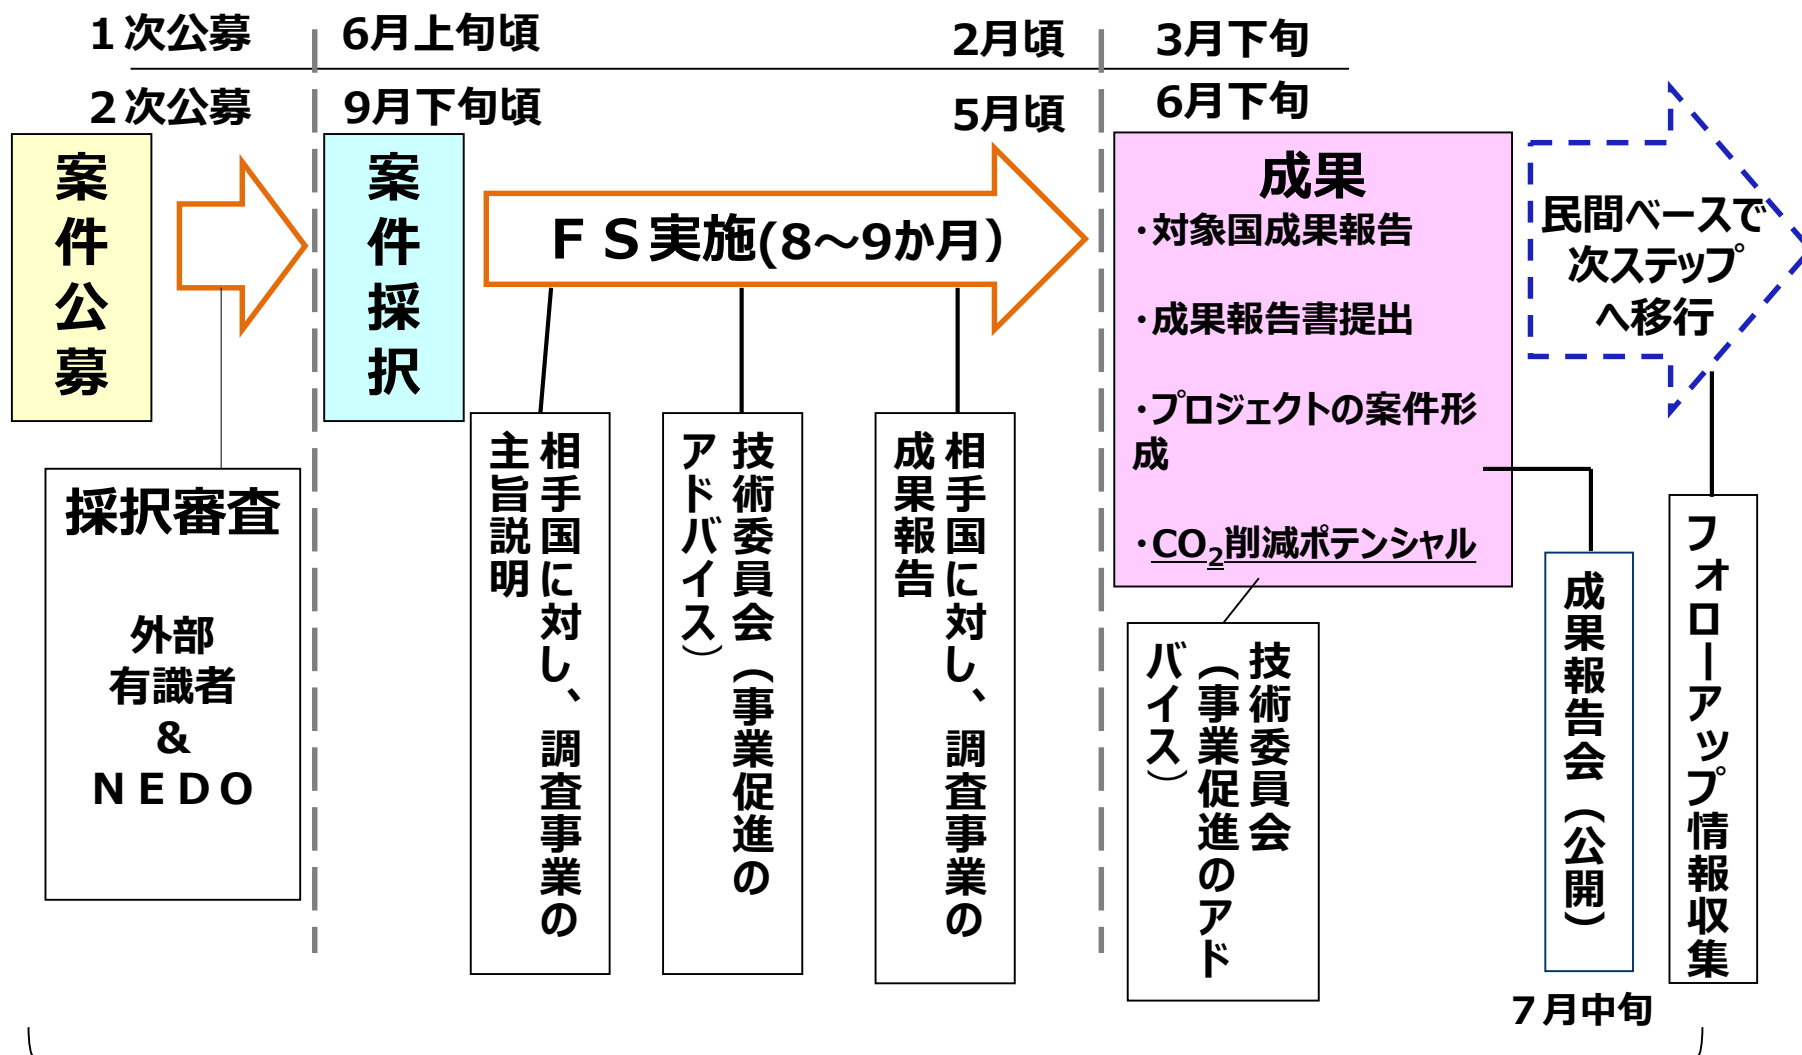 １次公募
6月上旬頃
2月頃
3月下旬
２次公募
9月下旬頃
5月頃
6月下旬
案件公募
案件採択
ＦＳ実施(8～9か月）
成果
・対象国成果報告
・成果報告書提出
・プロジェクトの案件形
成
・CO₂削減ポテンシャル
民間ベースで
次ステップ
へ移行
採択審査
外部
有識者
&
ＮＥＤＯ
相手国に対し、調査事業の
主旨説明
技術委員会（事業促進の
アドバイス）
相手国に対し、調査事業の
成果報告
技術委員会
（事業促進のアド
バイス）
成果報告会（公開）
７月中旬
フォローアップ情報収集